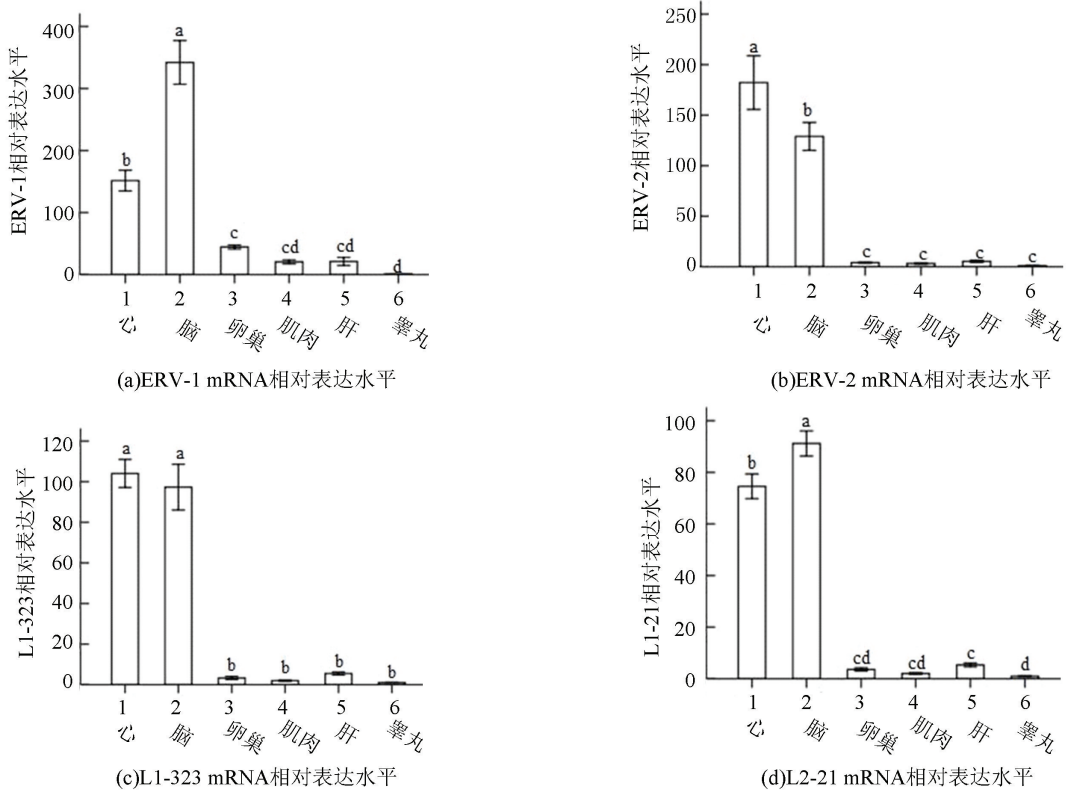 ERV-1相对表达水平
400
300
200
100
0
a
b
c
cd
cd
d
1 2 3 4 5 6
心 脑 卵巢 肌肉 肝 睾丸
(a)ERV-1 mRNA相对表达水平
ERV-2相对表达水平
250
200
150
100
50
0
a
b
c c c c
1 2 3 4 5 6
心 脑 卵巢 肌肉 肝 睾丸
(b)ERV-2 mRNA相对表达水平
L1-323相对表达水平
120
100
80
60
40
20
0
a a
b b b b
1 2 3 4 5 6
心 脑 卵巢 肌肉 肝 睾丸
(c)L1-323 mRNA相对表达水平
L1-21相对表达水平
100
80
60
40
20
0
a
b
cd cd c d
1 2 3 4 5 6
心 脑 卵巢 肌肉 肝 睾丸
(d)L2-21 mRNA相对表达水平